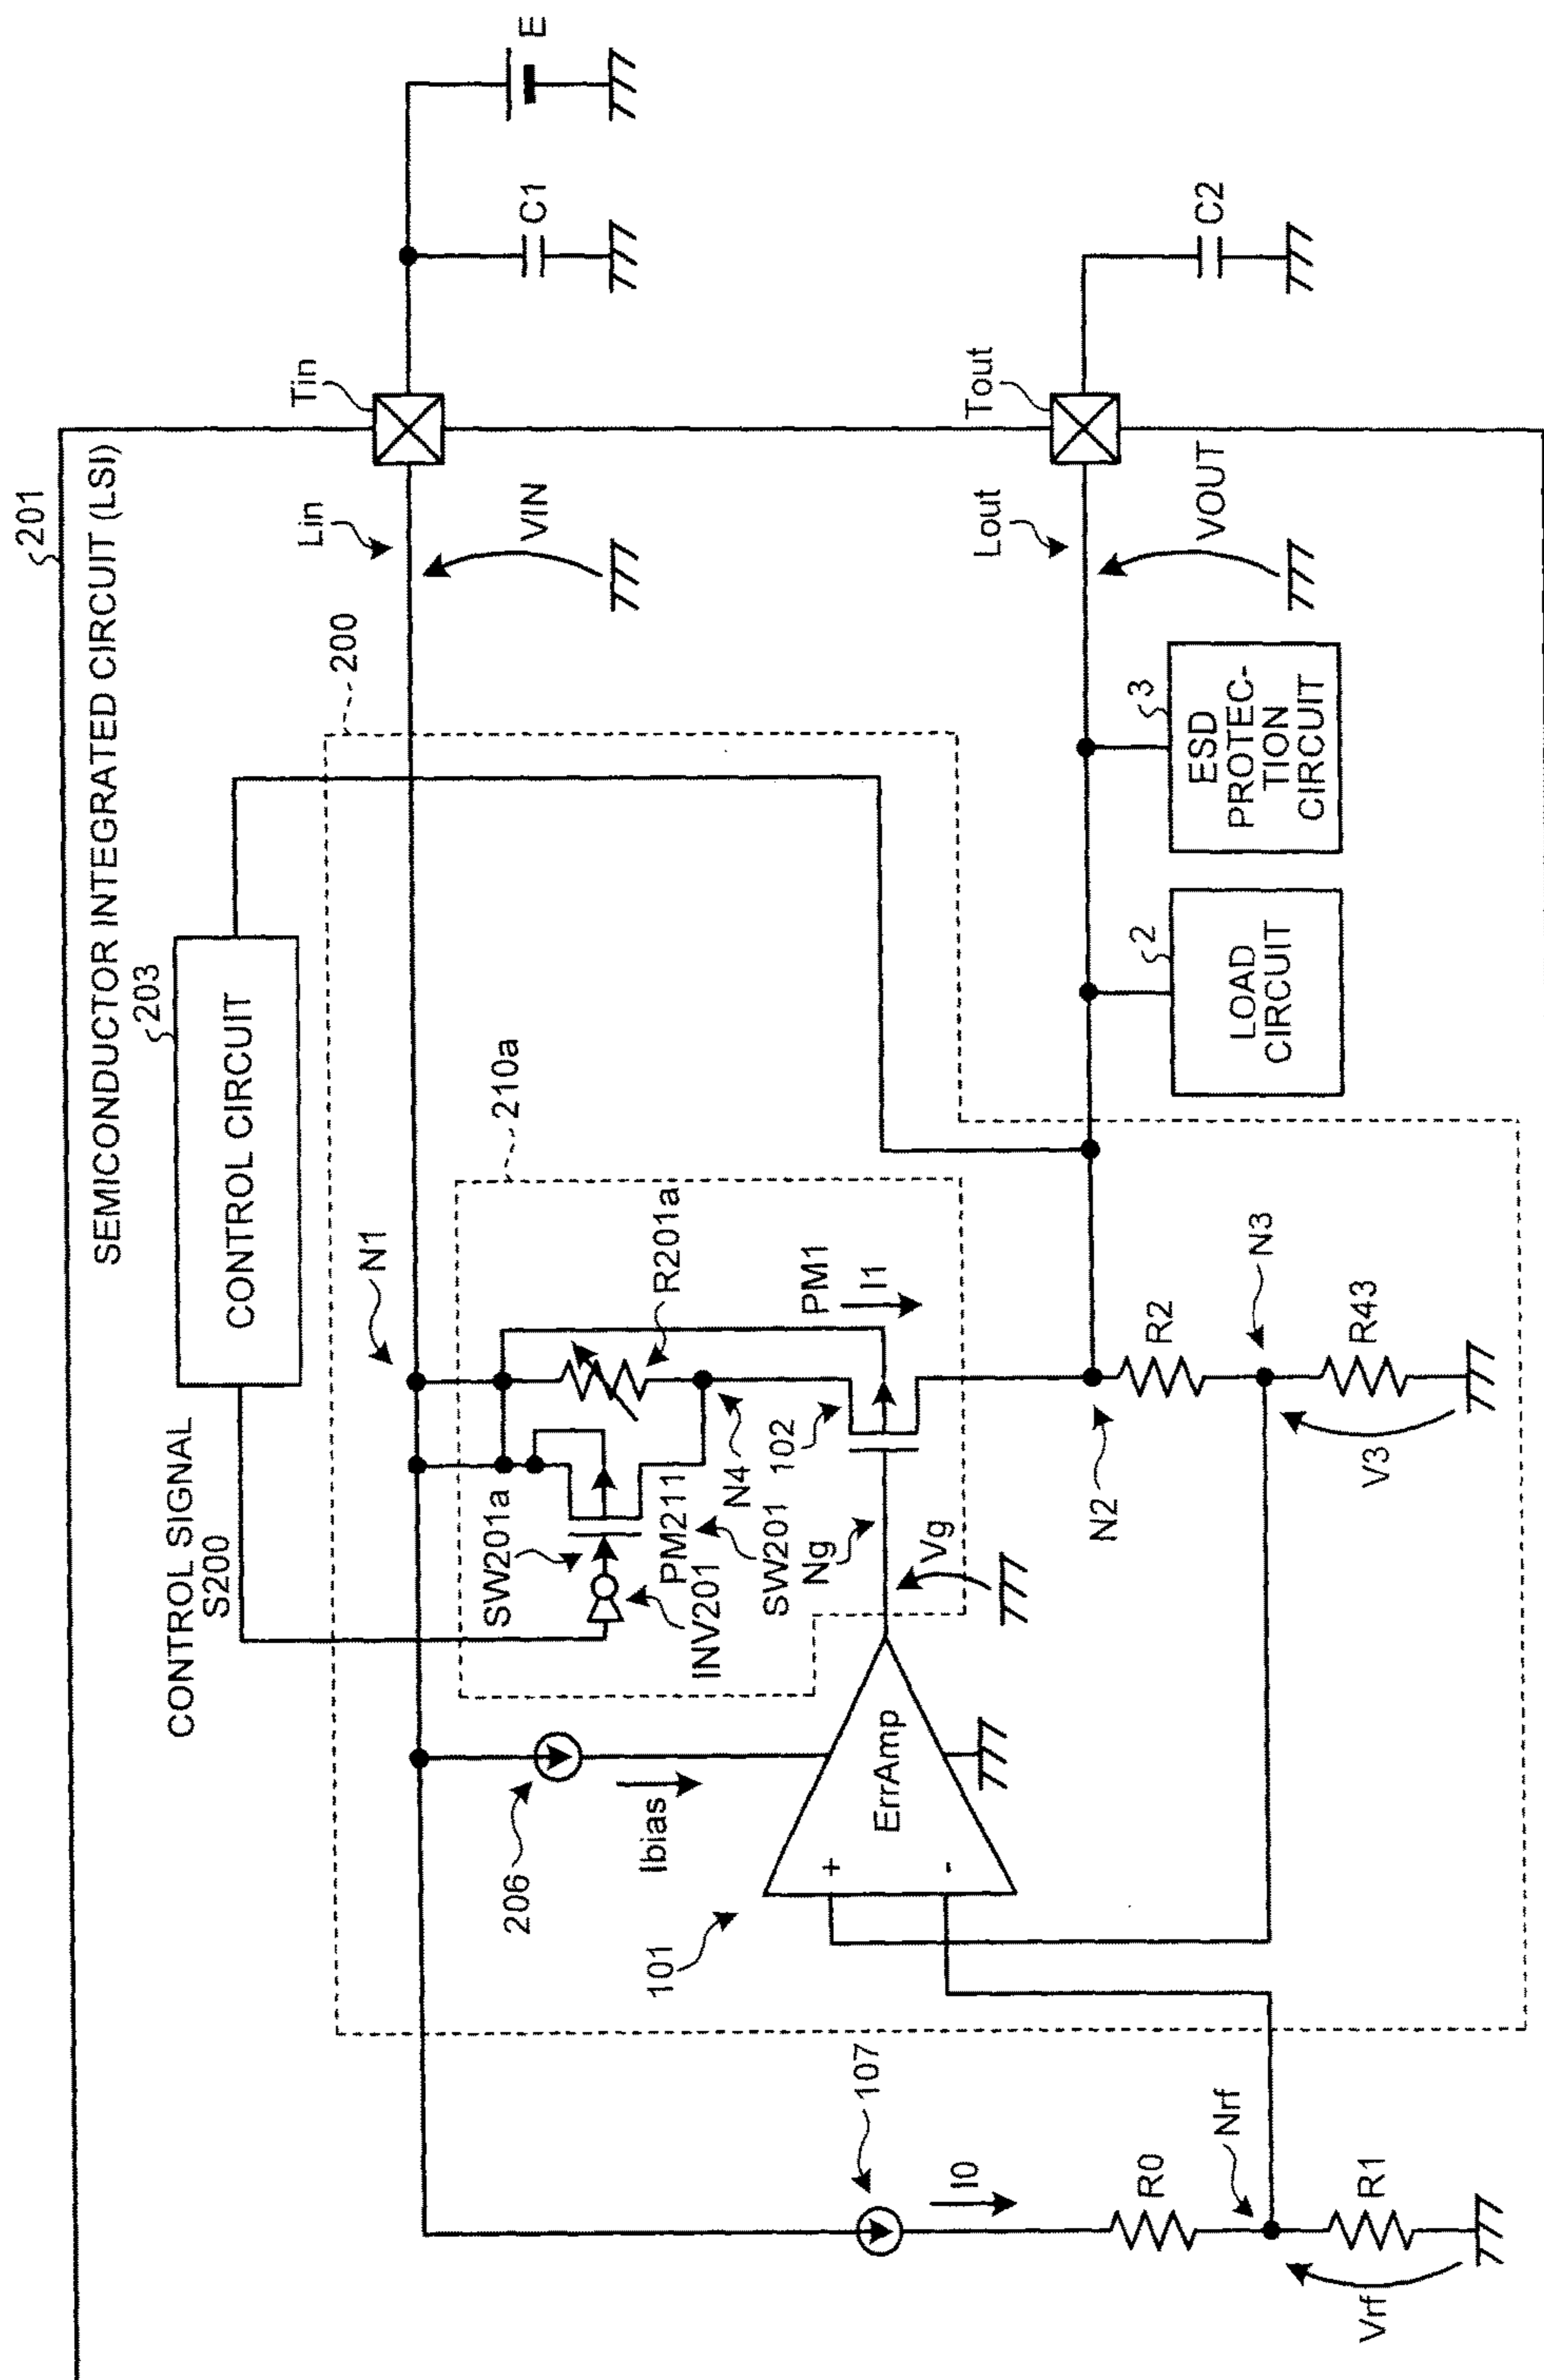 201
SEMICONDUCTOR INTEGRATED CIRCUIT (LSI)
203
CONTROL CIRCUIT
CONTROL SIGNAL
S200
N1
200
Lin
Tin
VIN
C1
E
210a
SW201a
INV201
PM211
SW201
N4
R201a
102
PM1
I1
Ng
Vg
206
Ibias
101
ErrAmp
+
-
107
I0
R0
Nrf
R1
Vrf
N2
R2
N3
R43
V3
2
LOAD
CIRCUIT
3
ESD
PROTEC-
TION
CIRCUIT
Lout
Tout
VOUT
C2